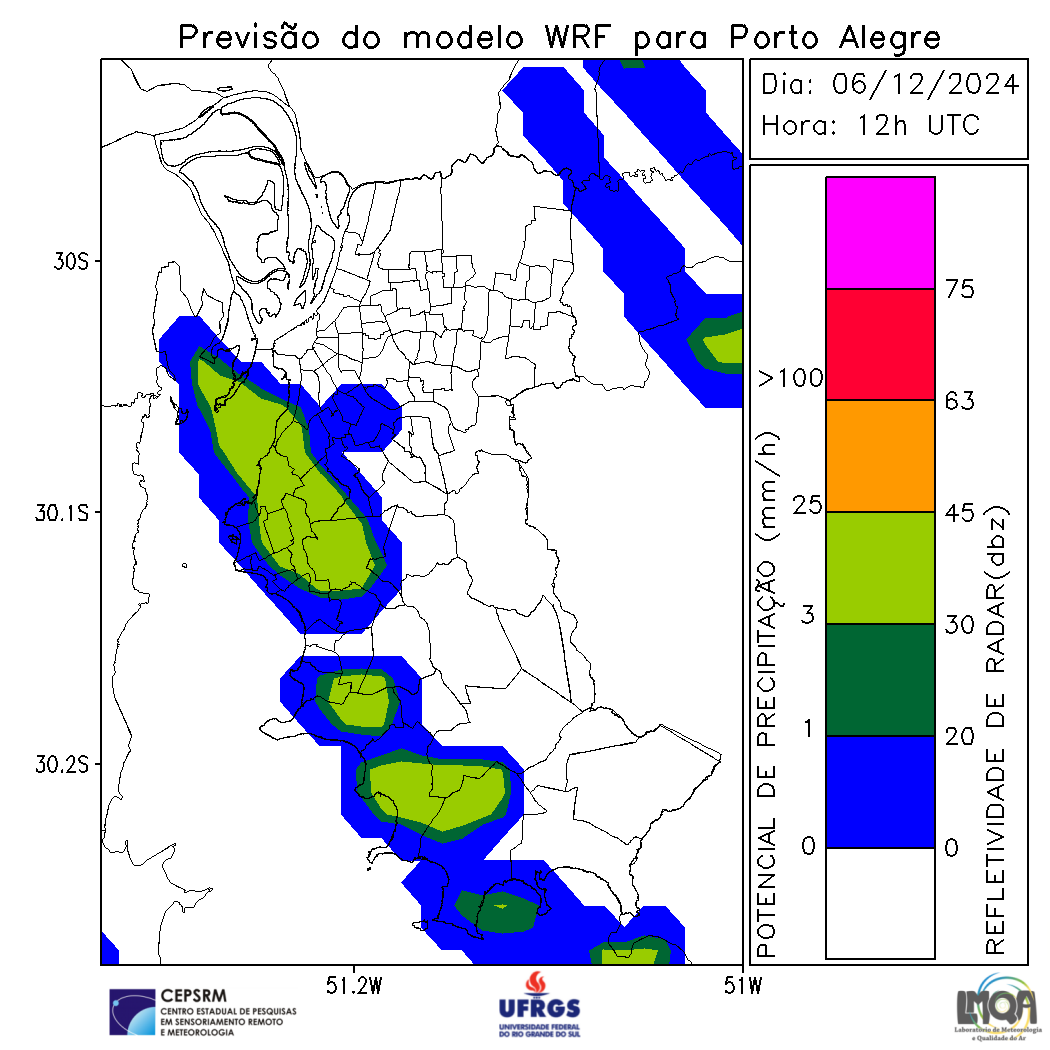 Previsão do modelo WRF para Porto Alegre
Dia: 06/12/2024
Hora: 12h UTC
30S
30.1S
30.2S
51.2W
51W
POTENCIAL DE PRECIPITAÇÃO (mm/h)
>100
25
3
1
0
75
63
45
30
20
0
REFLETIVIDADE DE RADAR(dbz)
CEPSRM
CENTRO ESTADUAL DE PESQUISAS
EM SENSORIAMENTO REMOTO
E METEOROLOGIA
UFRGS
UNIVERSIDADE FEDERAL
DO RIO GRANDE DO SUL
LMQA
Laboratório de Meteorologia
e Qualidade do Ar